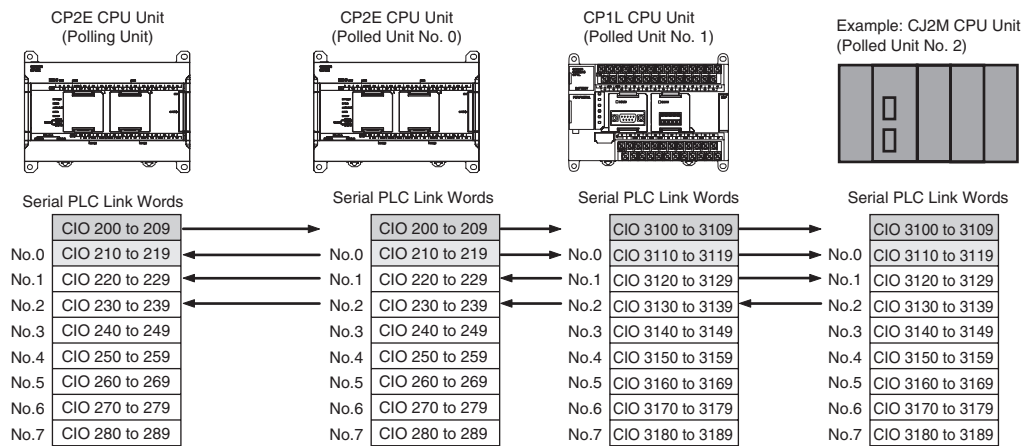 CP2E CPU Unit
(Polling Unit)
CP2E CPU Unit
(Polled Unit No. 0)
CP1L CPU Unit
(Polled Unit No. 1)
Example: CJ2M CPU Unit
(Polled Unit No. 2)
Serial PLC Link Words
CIO 200 to 209
No.0 CIO 210 to 219
No.1 CIO 220 to 229
No.2 CIO 230 to 239
No.3 CIO 240 to 249
No.4 CIO 250 to 259
No.5 CIO 260 to 269
No.6 CIO 270 to 279
No.7 CIO 280 to 289
Serial PLC Link Words
CIO 200 to 209
No.0 CIO 210 to 219
No.1 CIO 220 to 229
No.2 CIO 230 to 239
No.3 CIO 240 to 249
No.4 CIO 250 to 259
No.5 CIO 260 to 269
No.6 CIO 270 to 279
No.7 CIO 280 to 289
Serial PLC Link Words
CIO 3100 to 3109
No.0 CIO 3110 to 3119
No.1 CIO 3120 to 3129
No.2 CIO 3130 to 3139
No.3 CIO 3140 to 3149
No.4 CIO 3150 to 3159
No.5 CIO 3160 to 3169
No.6 CIO 3170 to 3179
No.7 CIO 3180 to 3189
Serial PLC Link Words
CIO 3100 to 3109
No.0 CIO 3110 to 3119
No.1 CIO 3120 to 3129
No.2 CIO 3130 to 3139
No.3 CIO 3140 to 3149
No.4 CIO 3150 to 3159
No.5 CIO 3160 to 3169
No.6 CIO 3170 to 3179
No.7 CIO 3180 to 3189